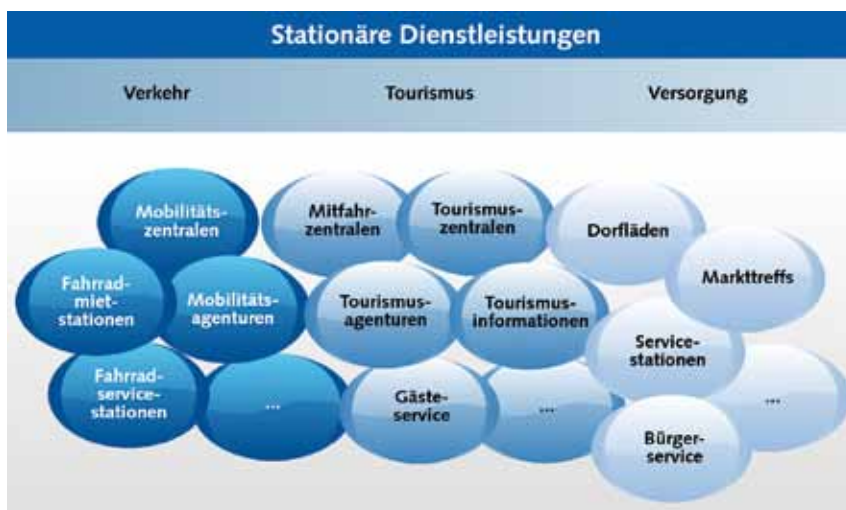 Stationäre Dienstleistungen
Verkehr
Tourismus
Versorgung
Mobilitäts-
zentralen
Fahrrad-
miet-
stationen
Mobilitäts-
agenturen
Fahrrad-
service-
stationen
...
Mitfahr-
zentralen
Tourismus-
zentralen
Tourismus-
agenturen
Tourismus-
informationen
Gäste-
service
...
Dorfläden
Markttreffs
Service-
stationen
...
Bürger-
service